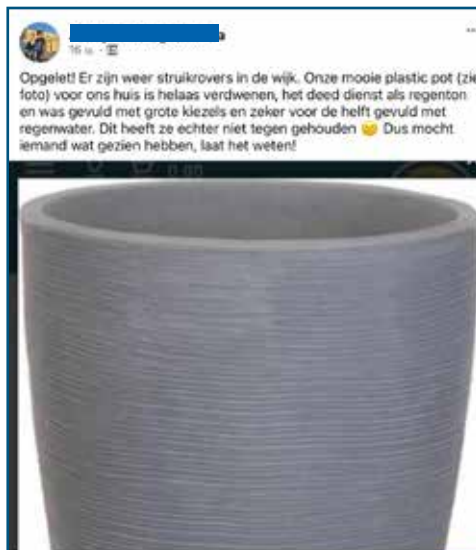 16 u.
Opgelet! Er zijn weer struikrovers in de wijk. Onze mooie plastic pot (zie
foto) voor ons huis is helaas verdwenen, het deed dienst als regenton
en was gevuld met grote kiezels en zeker voor de helft gevuld met
regenwater. Dit heeft ze echter niet tegen gehouden 😕 Dus mocht
iemand wat gezien hebben, laat het weten!